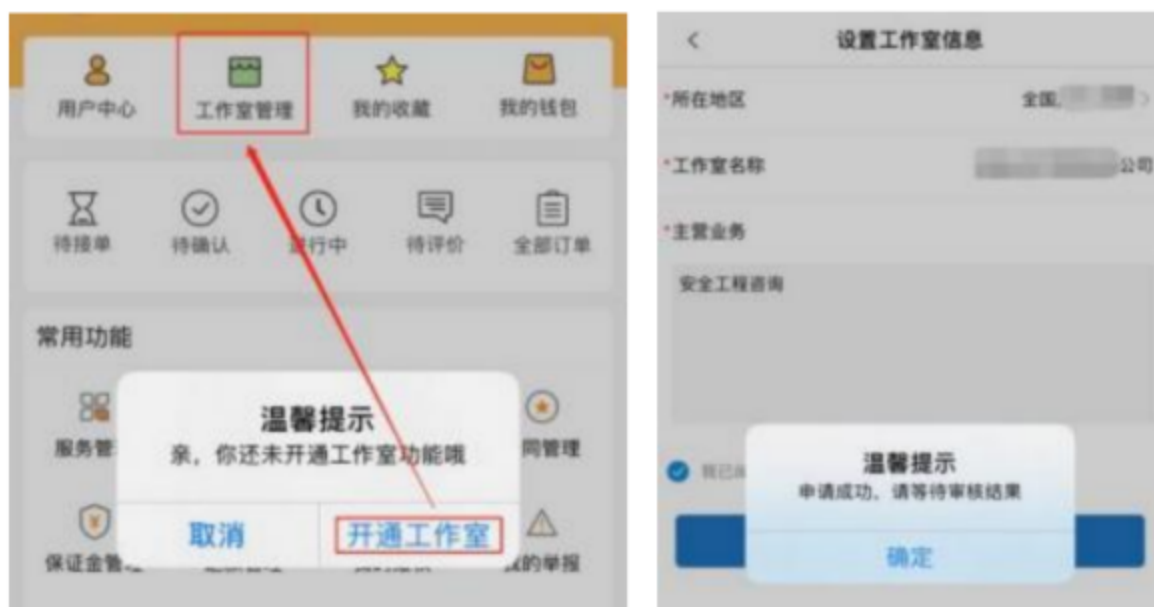 用户中心
工作室管理
我的收藏
我的钱包
待接单
待确认
进行中
待评价
全部订单
常用功能
服务管
同管理
温馨提示
亲,你还未开通工作室功能哦
取消
开通工作室
保证金管
我的举报
设置工作室信息
*所在地区
全国,
*工作室名称
公司
*主营业务
安全工程咨询
我已
温馨提示
申请成功,请等待审核结果
确定